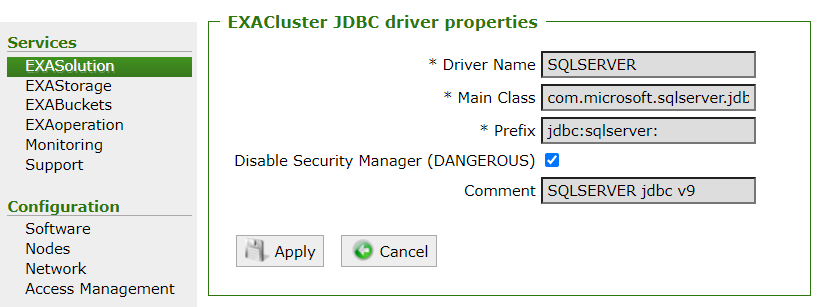 Services
EXASolution
EXAStorage
EXABuckets
EXAoperation
Monitoring
Support
Configuration
Software
Nodes
Network
Access Management
EXACluster JDBC driver properties
* Driver Name SQLSERVER
* Main Class com.microsoft.sqlserver.jdb
* Prefix jdbc:sqlserver:
Disable Security Manager (DANGEROUS)
Comment SQLSERVER jdbc v9
Apply Cancel